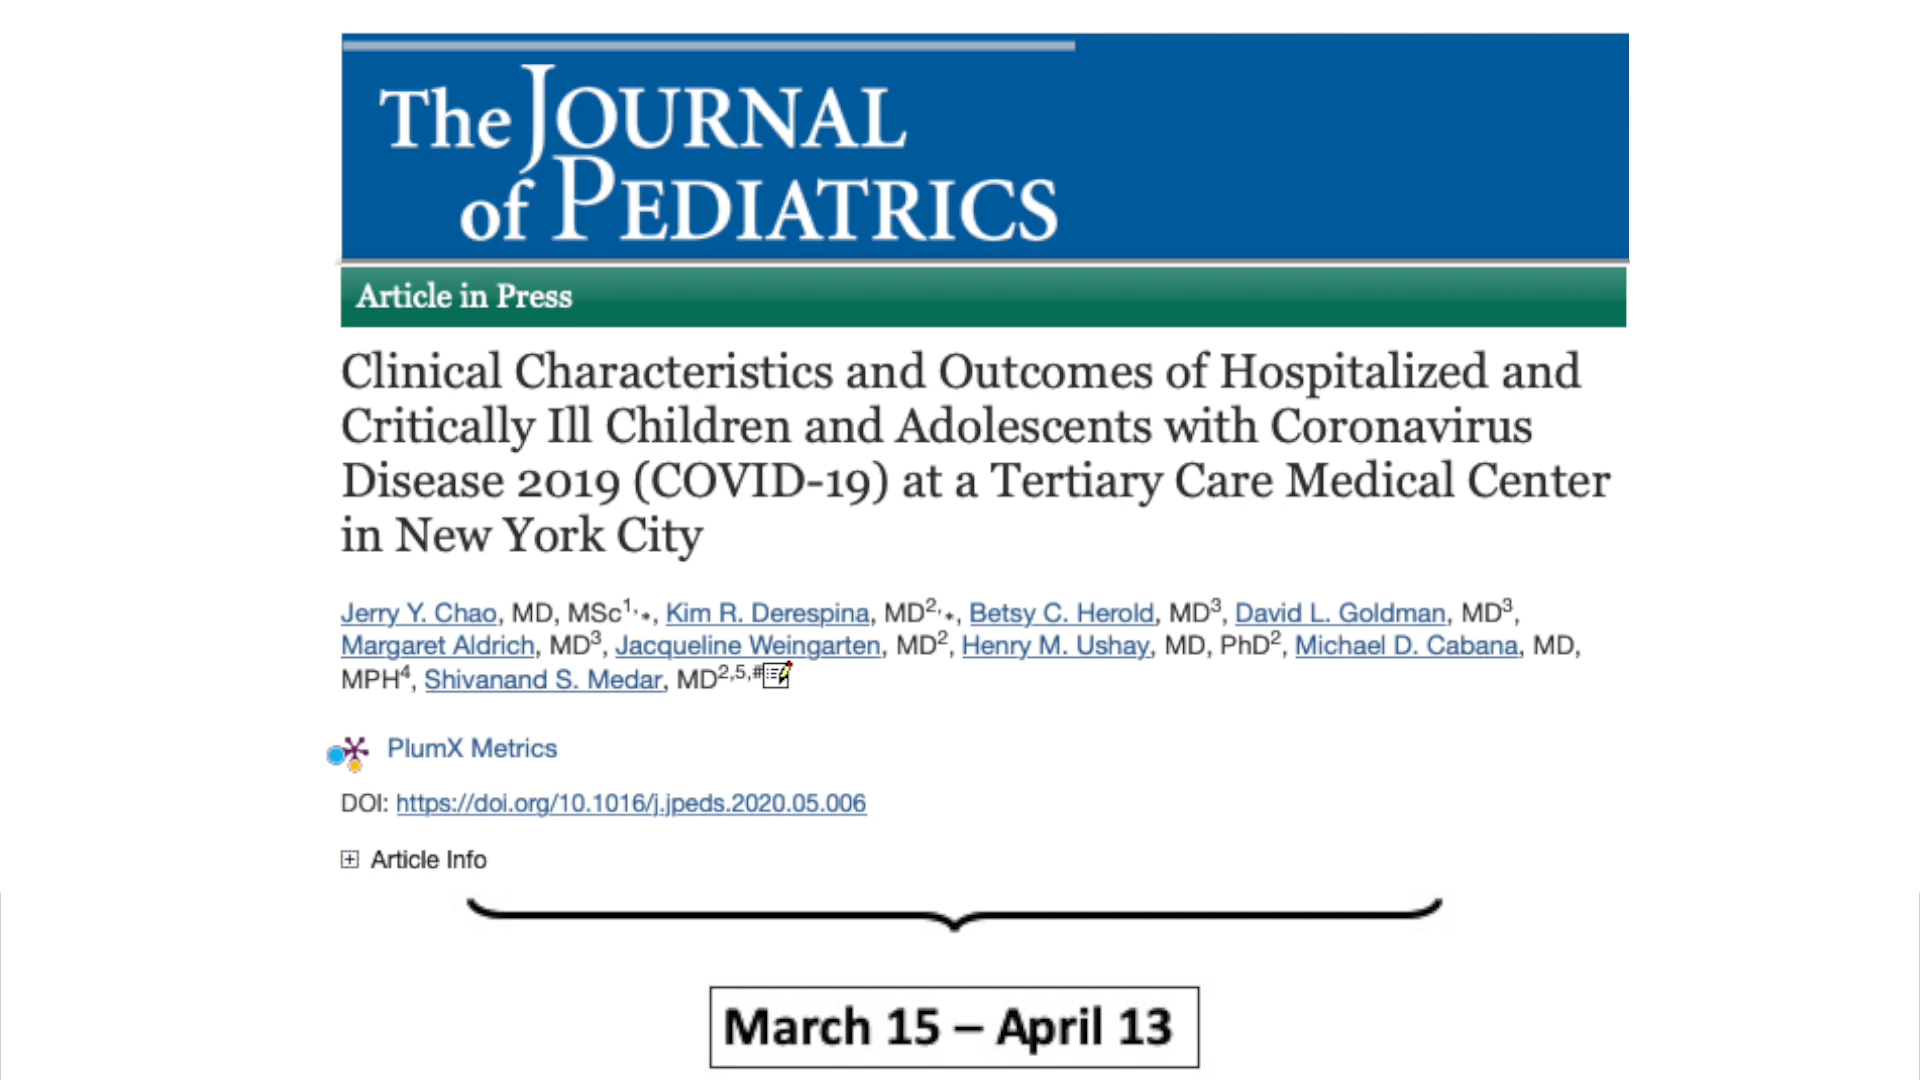 The JOURNAL
of PEDIATRICS
Article in Press
Clinical Characteristics and Outcomes of Hospitalized and
Critically Ill Children and Adolescents with Coronavirus
Disease 2019 (COVID-19) at a Tertiary Care Medical Center
in New York City
Jerry Y. Chao, MD, MSc1,*, Kim R. Derespina, MD2,*, Betsy C. Herold, MD3, David L. Goldman, MD3,
Margaret Aldrich, MD3, Jacqueline Weingarten, MD2, Henry M. Ushay, MD, PhD2, Michael D. Cabana, MD,
MPH4, Shivanand S. Medar, MD2,5,#
PlumX Metrics
DOI: https://doi.org/10.1016/j.jpeds.2020.05.006
Article Info
March 15 – April 13